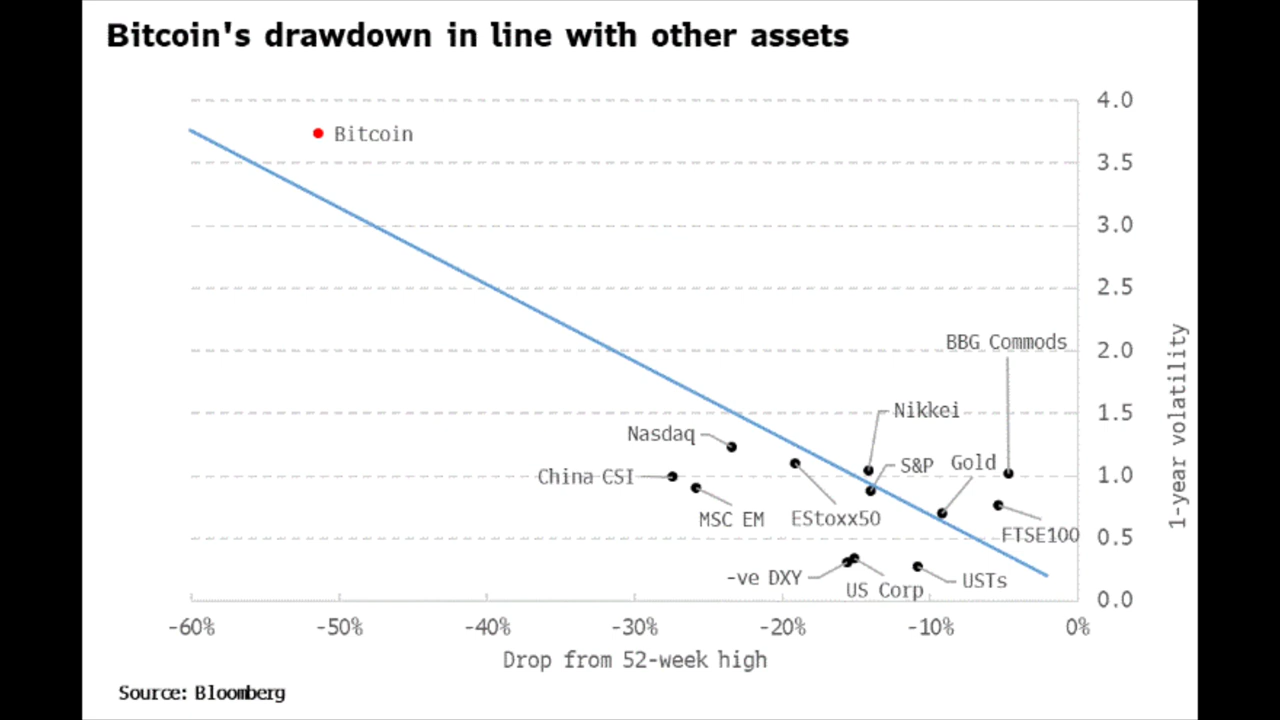 Bitcoin's drawdown in line with other assets
4.0
Bitcoin
3.5
3.0
2.5
BBG Commods
2.0
Nikkei
1.5
Nasdaq
S&P
Gold
China CSI
1.0
MSC EM
EStoxx50
FTSE100
0.5
-ve DXY
US Corp
USTs
0.0
1-year volatility
-60%
-50%
-40%
-30%
-20%
-10%
0%
Drop from 52-week high
Source: Bloomberg